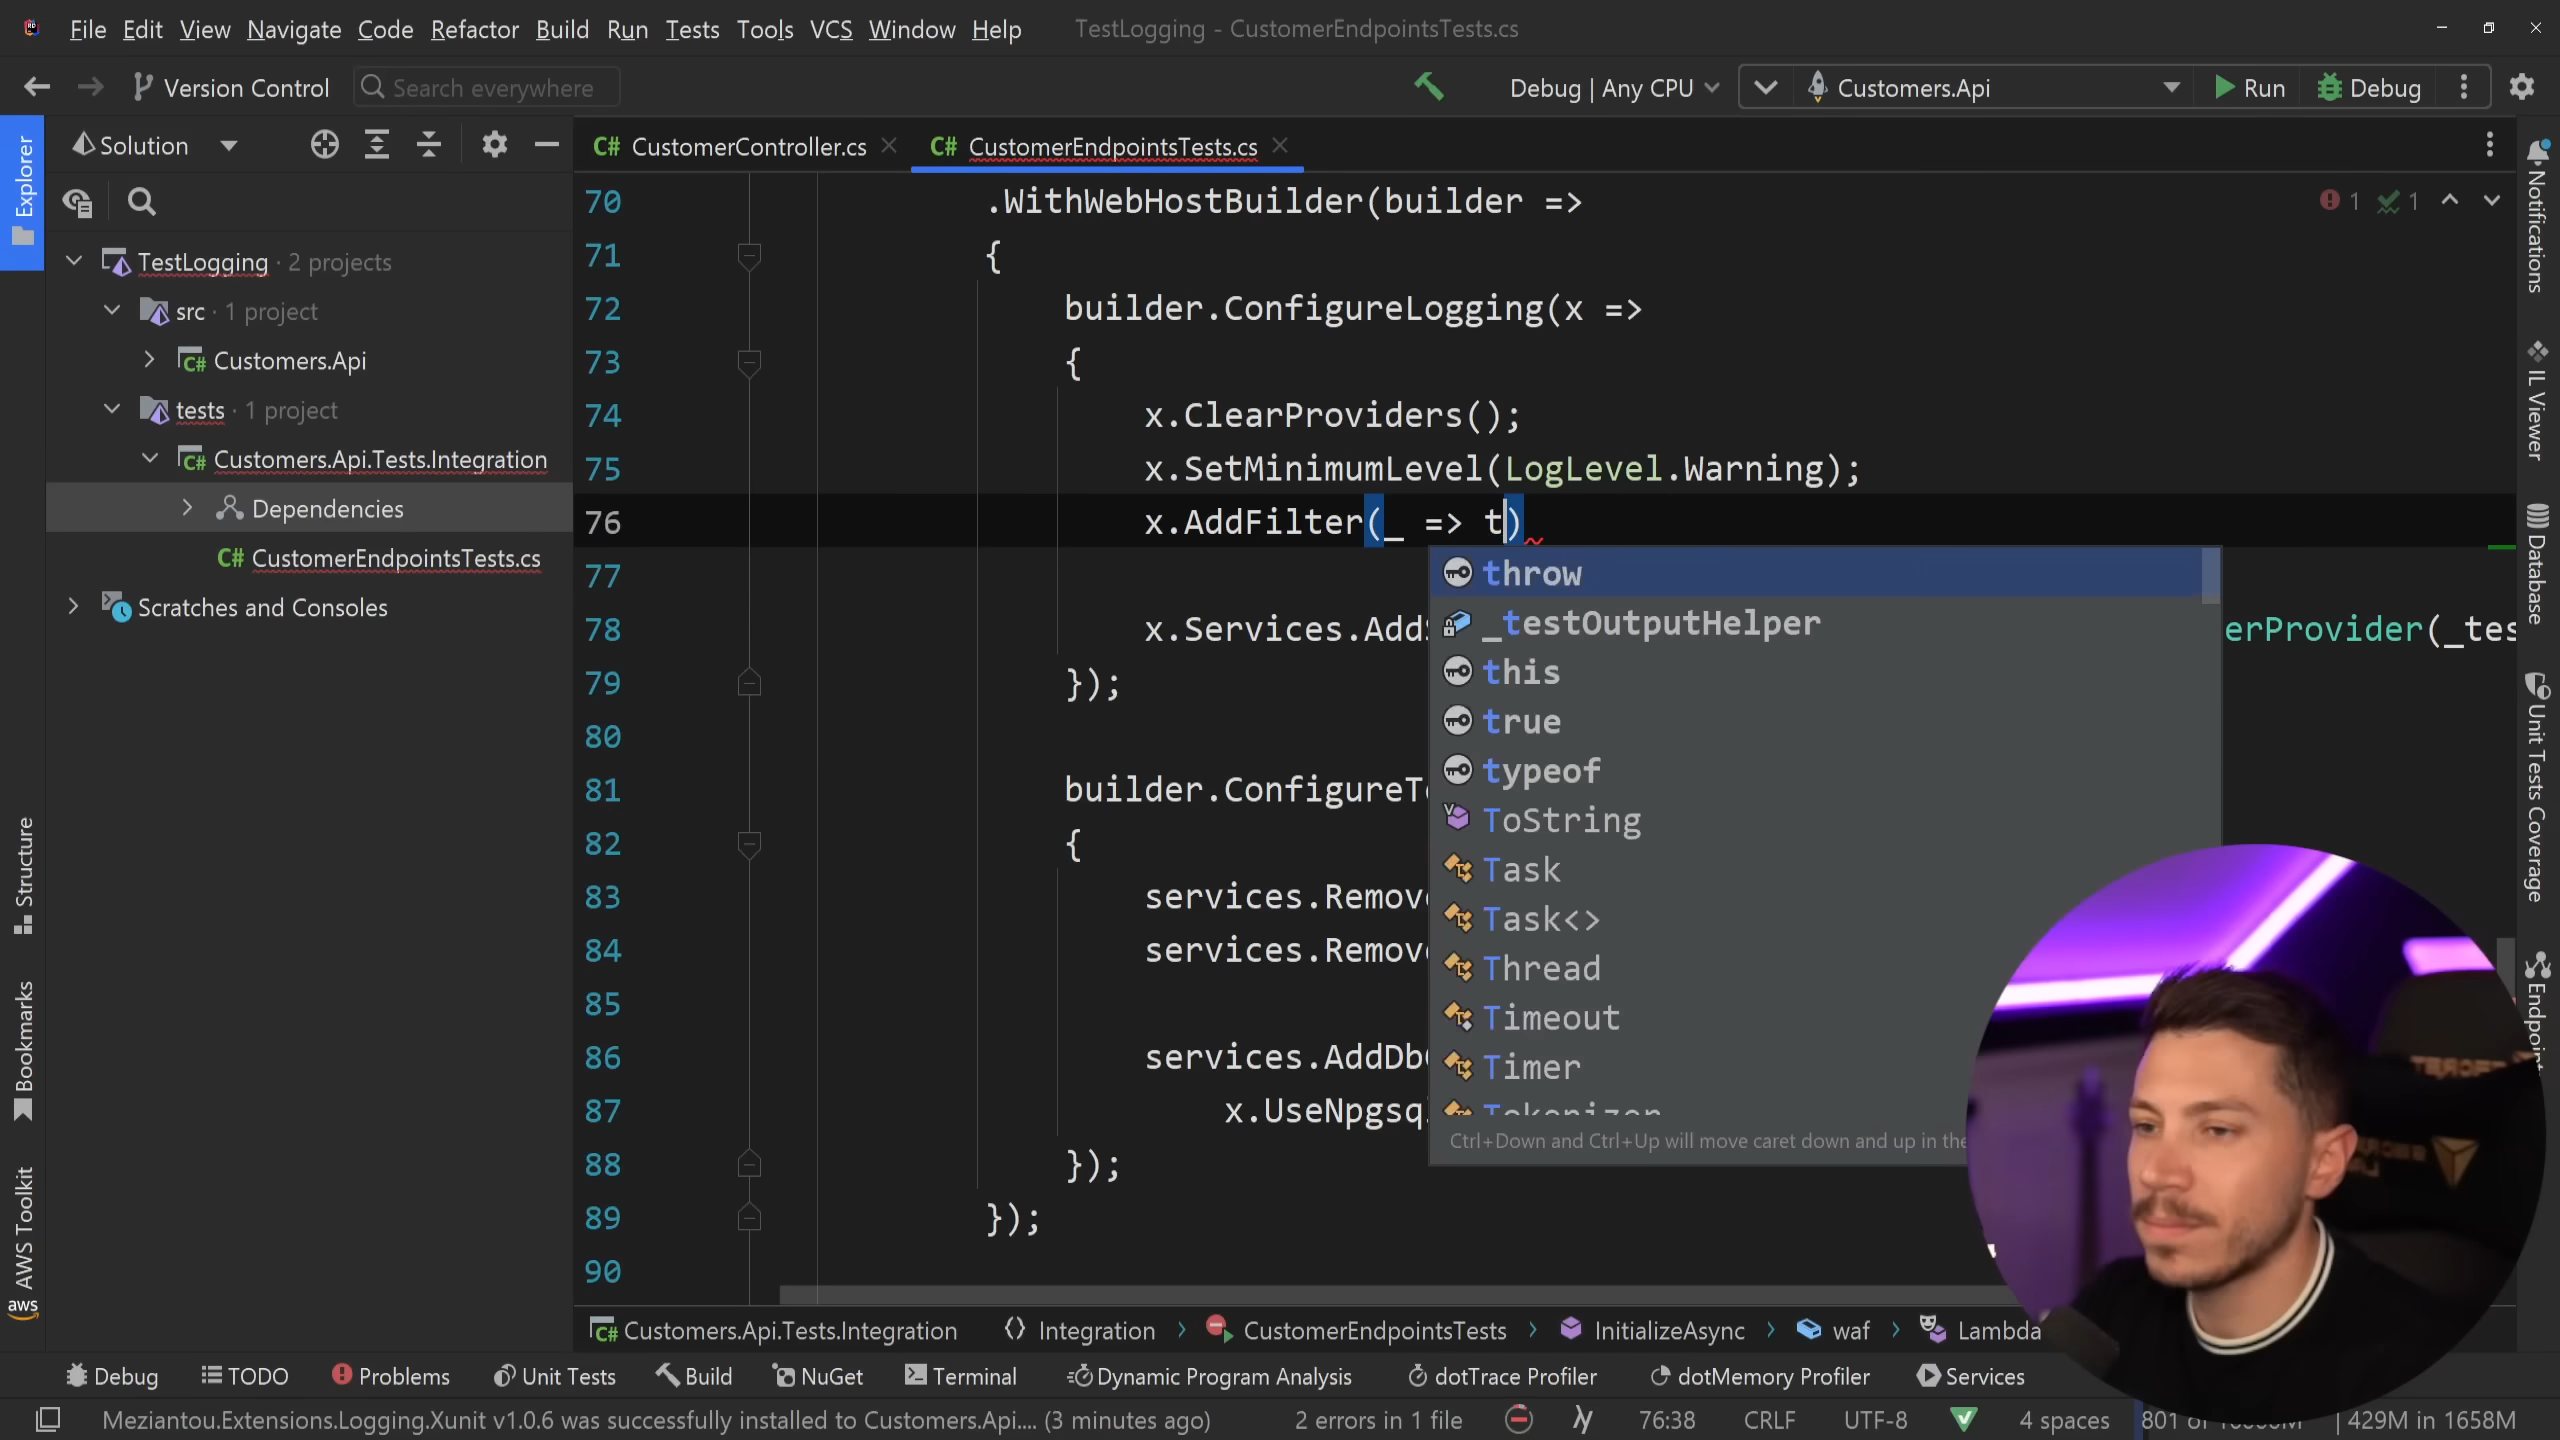 File Edit View Navigate Code Refactor Build Run Tests Tools VCS Window Help TestLogging - CustomerEndpointsTests.cs
Version Control Search everywhere Debug | Any CPU Customers.Api Run Debug
Explorer
Solution
CustomerController.cs CustomerEndpointsTests.cs
TestLogging · 2 projects
src · 1 project
Customers.Api
tests · 1 project
Customers.Api.Tests.Integration
Dependencies
CustomerEndpointsTests.cs
Scratches and Consoles
Structure
Bookmarks
AWS Toolkit
aws
70 .WithWebHostBuilder(builder =>
1 1
71 {
72 builder.ConfigureLogging(x =>
73 {
74 x.ClearProviders();
75 x.SetMinimumLevel(LogLevel.Warning);
76 x.AddFilter(_ => t)
77
78 x.Services.Add erProvider(_tes
79 });
80
81 builder.ConfigureT
82 {
83 services.Remov
84 services.Remov
85
86 services.AddDb
87 x.UseNpgsq
88 });
89 });
90
throw
_testOutputHelper
this
true
typeof
ToString
Task
Task<>
Thread
Timeout
Timer
Tokenizer
Ctrl+Down and Ctrl+Up will move caret down and up in the
Notifications
IL Viewer
Database
Unit Tests Coverage
Endpoint
Customers.Api.Tests.Integration Integration CustomerEndpointsTests InitializeAsync waf Lambda
Debug TODO Problems Unit Tests Build NuGet Terminal Dynamic Program Analysis dotTrace Profiler dotMemory Profiler Services
Meziantou.Extensions.Logging.Xunit v1.0.6 was successfully installed to Customers.Api.... (3 minutes ago) 2 errors in 1 file 76:38 CRLF UTF-8 4 spaces 801 of 429M in 1658M